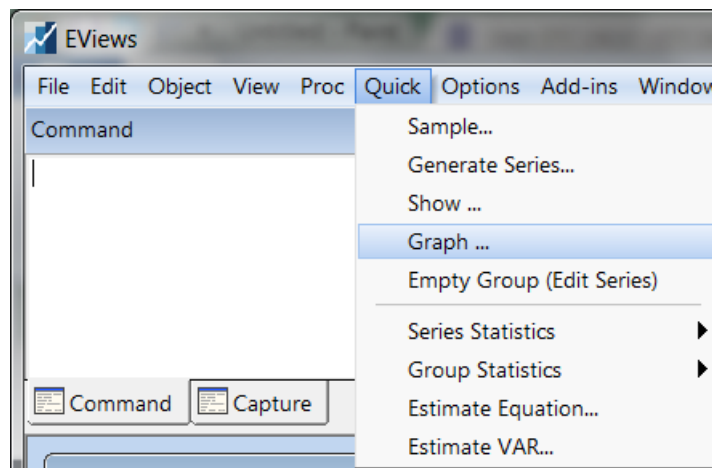 EViews
File Edit Object View Proc Quick Options Add-ins Window
Command
Sample...
Generate Series...
Show ...
Graph ...
Empty Group (Edit Series)
Series Statistics
Group Statistics
Estimate Equation...
Estimate VAR...
Command Capture